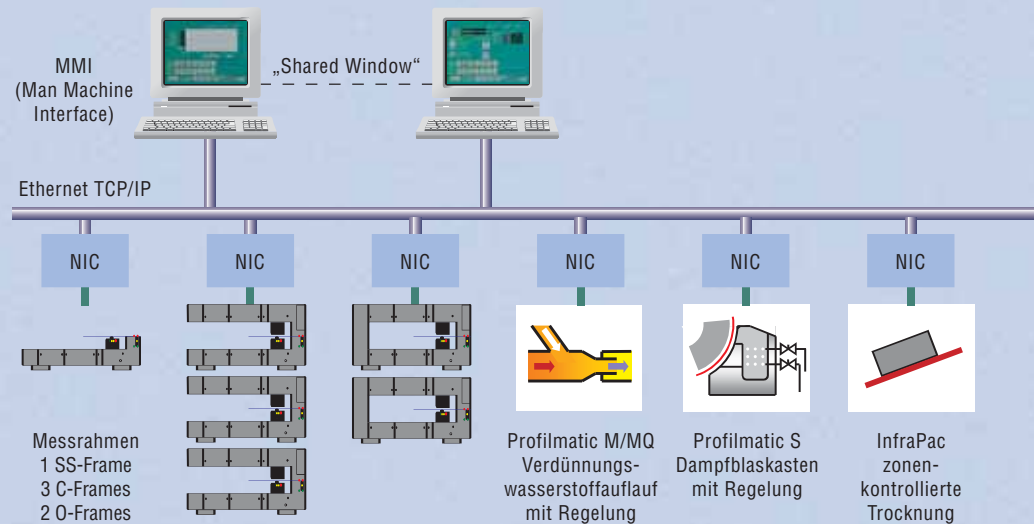 MMI
(Man Machine
Interface)
„Shared Window“
Ethernet TCP/IP
NIC
NIC
NIC
NIC
NIC
NIC
Messrahmen
1 SS-Frame
3 C-Frames
2 O-Frames
Profilmatic M/MQ
Verdünnungs-
wasserstoffauflauf
mit Regelung
Profilmatic S
Dampfblaskasten
mit Regelung
InfraPac
zonen-
kontrollierte
Trocknung